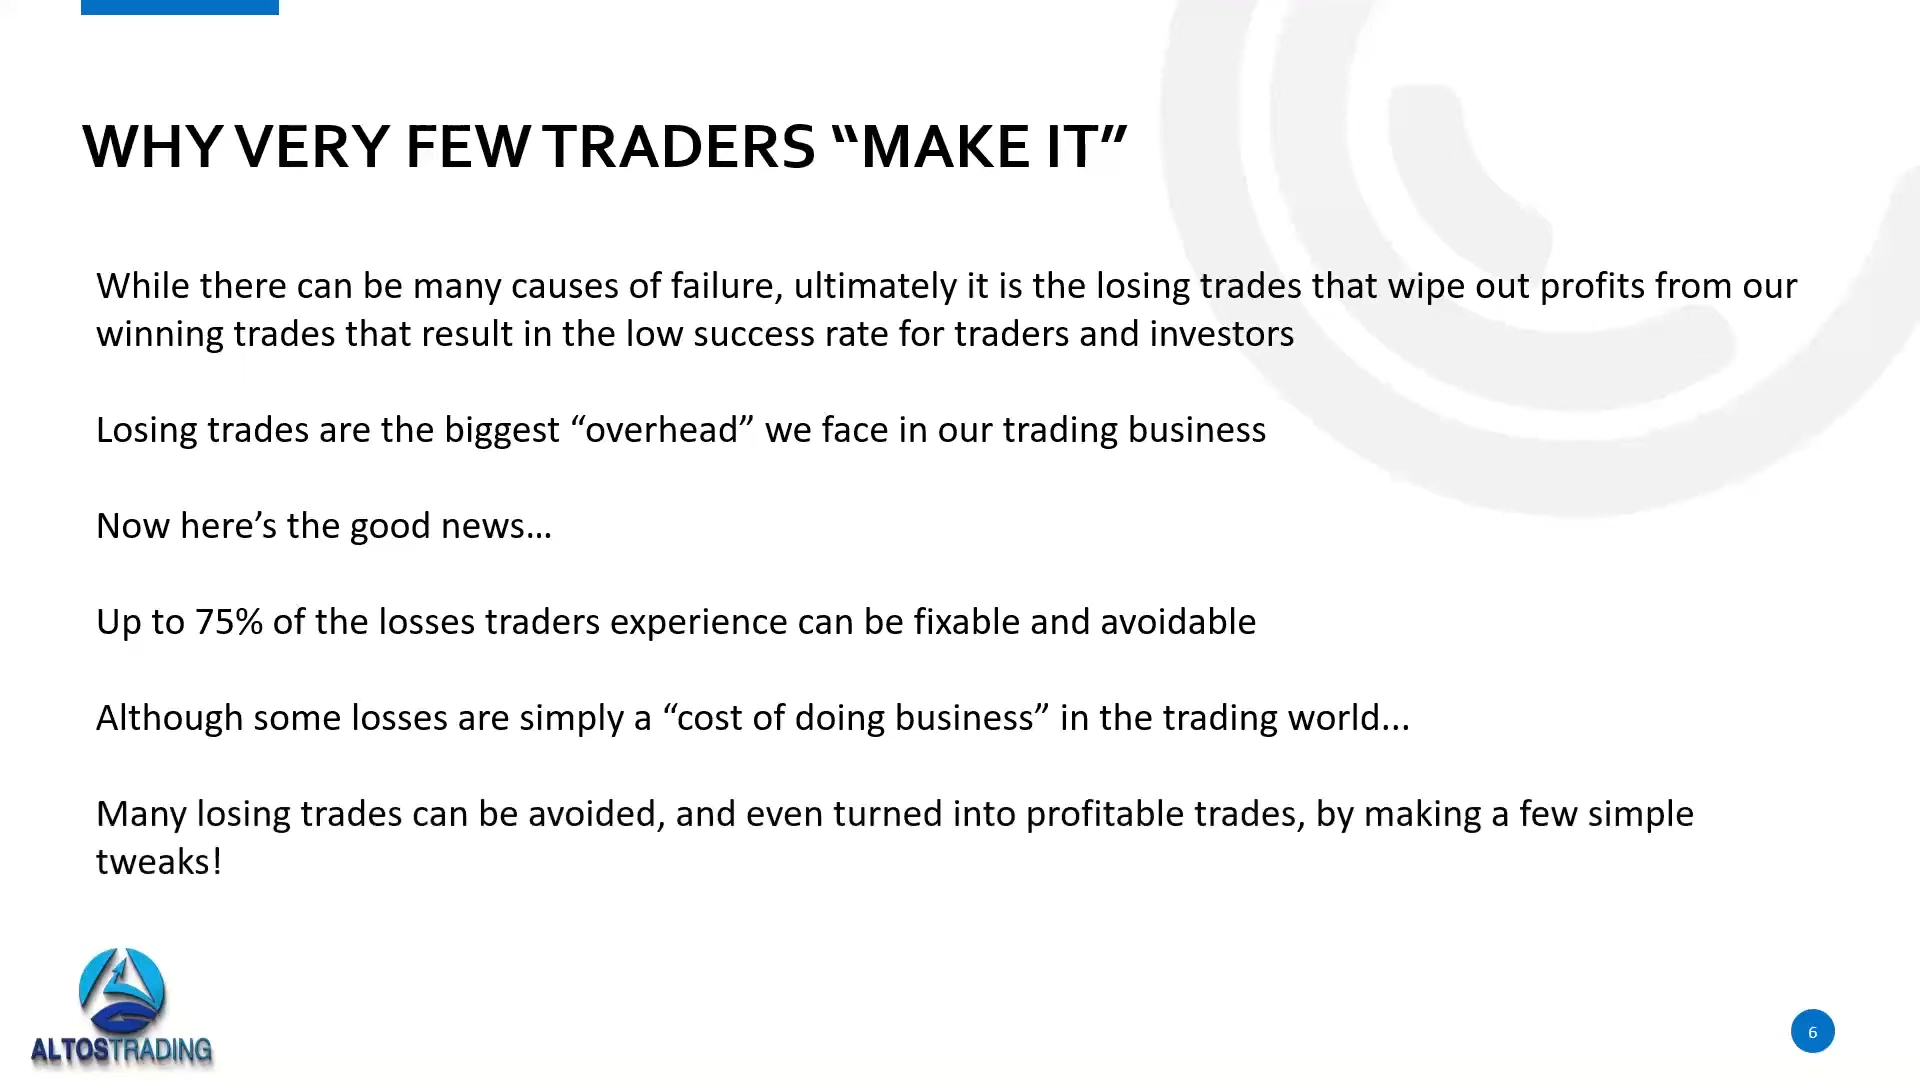 WHY VERY FEW TRADERS “MAKE IT”
While there can be many causes of failure, ultimately it is the losing trades that wipe out profits from our
winning trades that result in the low success rate for traders and investors
Losing trades are the biggest “overhead” we face in our trading business
Now here’s the good news…
Up to 75% of the losses traders experience can be fixable and avoidable
Although some losses are simply a “cost of doing business” in the trading world...
Many losing trades can be avoided, and even turned into profitable trades, by making a few simple
tweaks!
ALTOSTRADING
6